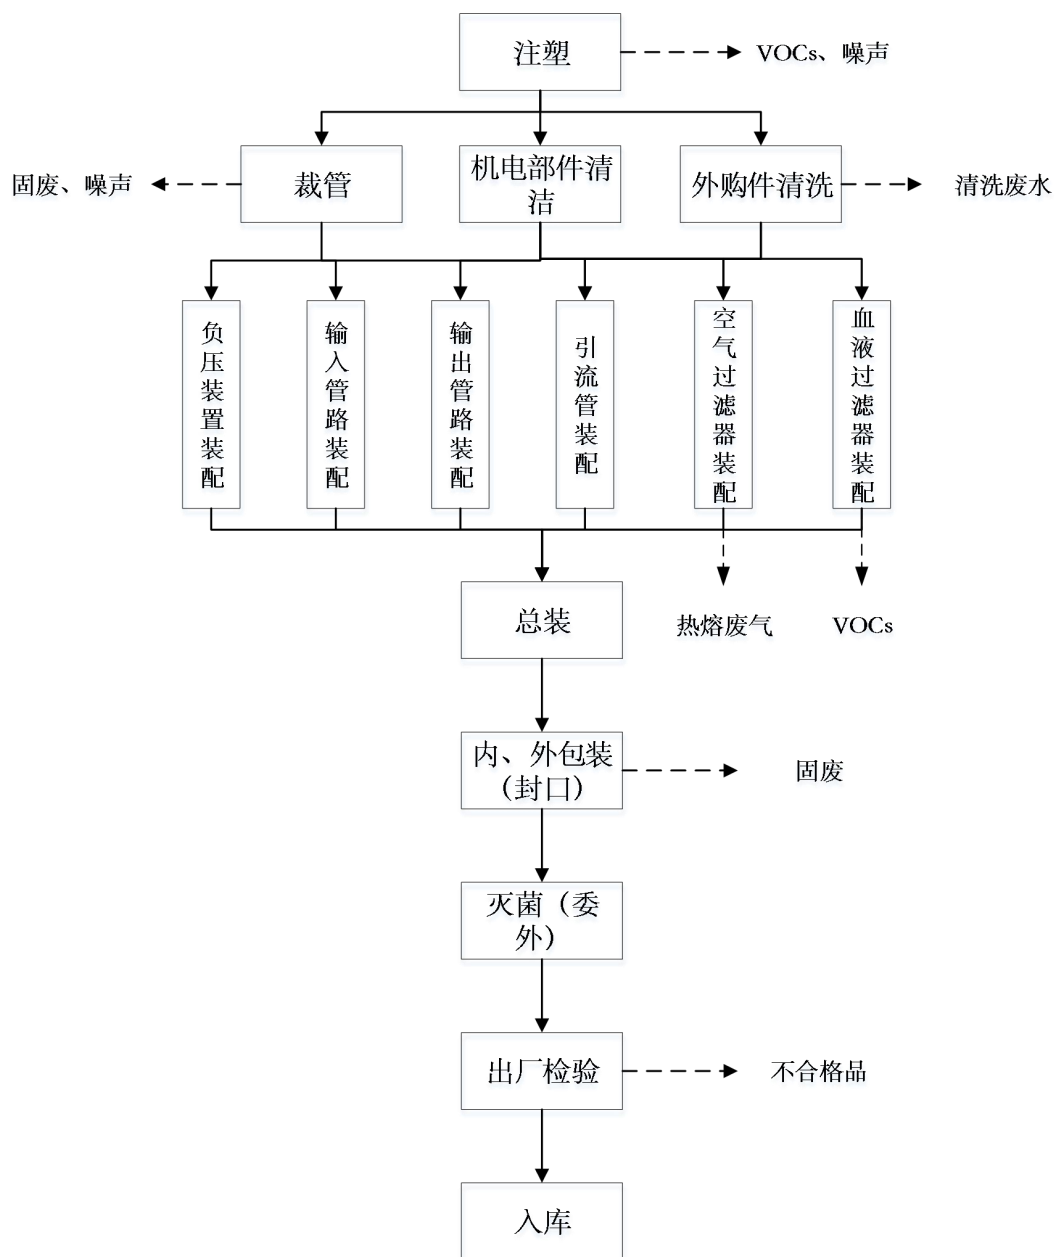 注塑
VOCs、噪声
固废、噪声
裁管
机电部件清
洁
外购件清洗
清洗废水
负压装置装配
输入管路装配
输出管路装配
引流管装配
空气过滤器装配
血液过滤器装配
总装
热熔废气
VOCs
内、外包装
（封口）
固废
灭菌（委
外）
出厂检验
不合格品
入库